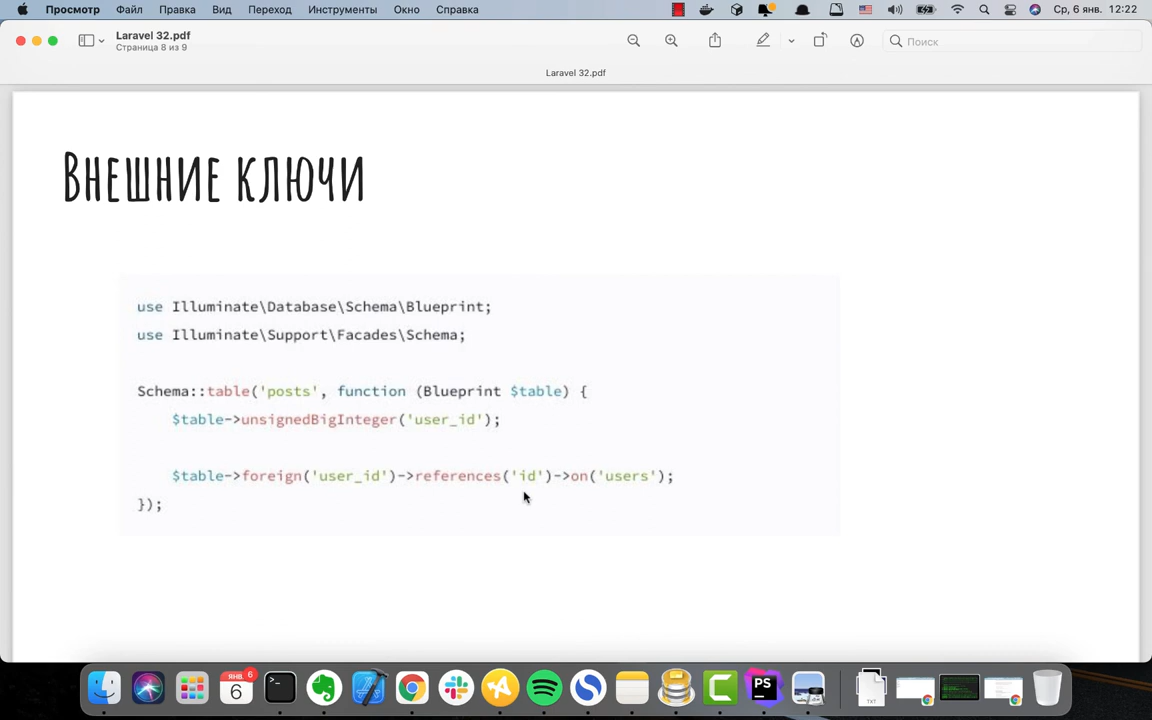 Просмотр Файл Правка Вид Переход Инструменты Окно Справка Ср, 6 янв. 12:22
Laravel 32.pdf
Страница 8 из 9
Поиск
Laravel 32.pdf
Внешние ключи
use Illuminate\Database\Schema\Blueprint;
use Illuminate\Support\Facades\Schema;
Schema::table('posts', function (Blueprint $table) {
$table->unsignedBigInteger('user_id');
$table->foreign('user_id')->references('id')->on('users');
});
ЯНВ. 6
6
>_
PS
TXT